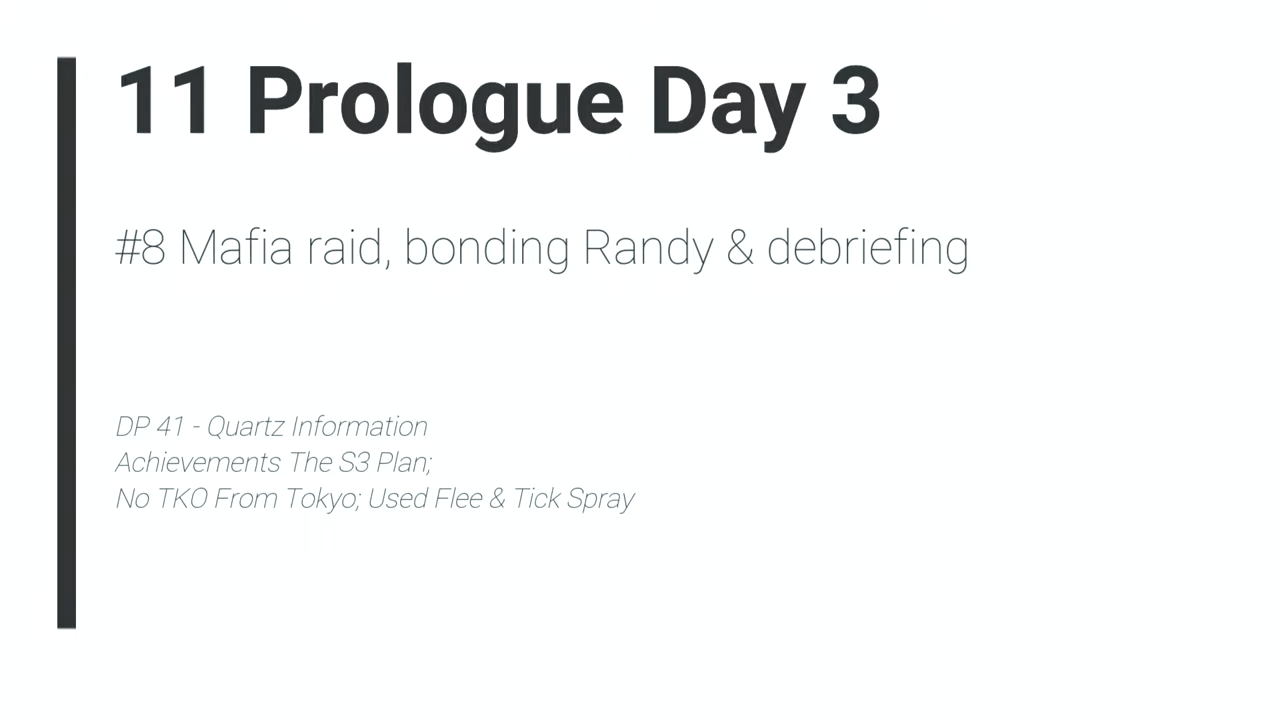 11 Prologue Day 3
#8 Mafia raid, bonding Randy & debriefing
DP 41 - Quartz Information
Achievements The S3 Plan;
No TKO From Tokyo; Used Flee & Tick Spray